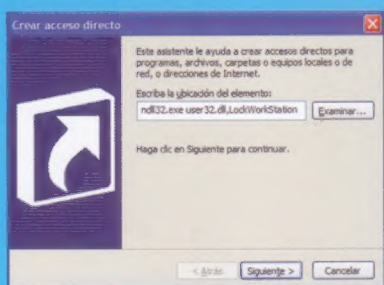 Crear acceso directo
Este asistente le ayuda a crear accesos directos para
programas, archivos, carpetas o equipos locales o de
red, o direcciones de Internet.
Escriba la ubicación del elemento:
ndll32.exe user32.dll,LockWorkStation
Examinar...
Haga clic en Siguiente para continuar.
< Atrás
Siguiente >
Cancelar